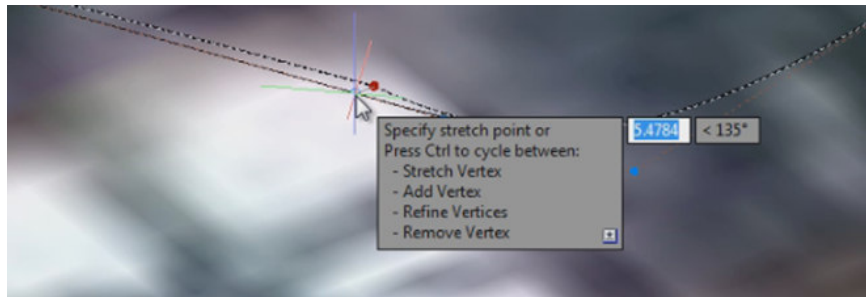 Specify stretch point or
Press Ctrl to cycle between:
- Stretch Vertex
- Add Vertex
- Refine Vertices
- Remove Vertex
5.4784
< 135°